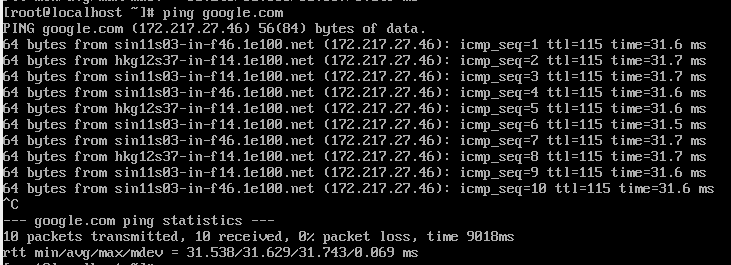 [root@localhost ~]# ping google.com
PING google.com (172.217.27.46) 56(84) bytes of data.
64 bytes from sin11s03-in-f46.1e100.net (172.217.27.46): icmp_seq=1 ttl=115 time=31.6 ms
64 bytes from hkg12s37-in-f14.1e100.net (172.217.27.46): icmp_seq=2 ttl=115 time=31.7 ms
64 bytes from sin11s03-in-f14.1e100.net (172.217.27.46): icmp_seq=3 ttl=115 time=31.7 ms
64 bytes from sin11s03-in-f46.1e100.net (172.217.27.46): icmp_seq=4 ttl=115 time=31.6 ms
64 bytes from hkg12s37-in-f14.1e100.net (172.217.27.46): icmp_seq=5 ttl=115 time=31.6 ms
64 bytes from sin11s03-in-f14.1e100.net (172.217.27.46): icmp_seq=6 ttl=115 time=31.5 ms
64 bytes from sin11s03-in-f46.1e100.net (172.217.27.46): icmp_seq=7 ttl=115 time=31.7 ms
64 bytes from hkg12s37-in-f14.1e100.net (172.217.27.46): icmp_seq=8 ttl=115 time=31.7 ms
64 bytes from sin11s03-in-f14.1e100.net (172.217.27.46): icmp_seq=9 ttl=115 time=31.6 ms
64 bytes from sin11s03-in-f46.1e100.net (172.217.27.46): icmp_seq=10 ttl=115 time=31.6 ms
^C
--- google.com ping statistics ---
10 packets transmitted, 10 received, 0% packet loss, time 9018ms
rtt min/avg/max/mdev = 31.538/31.629/31.743/0.069 ms